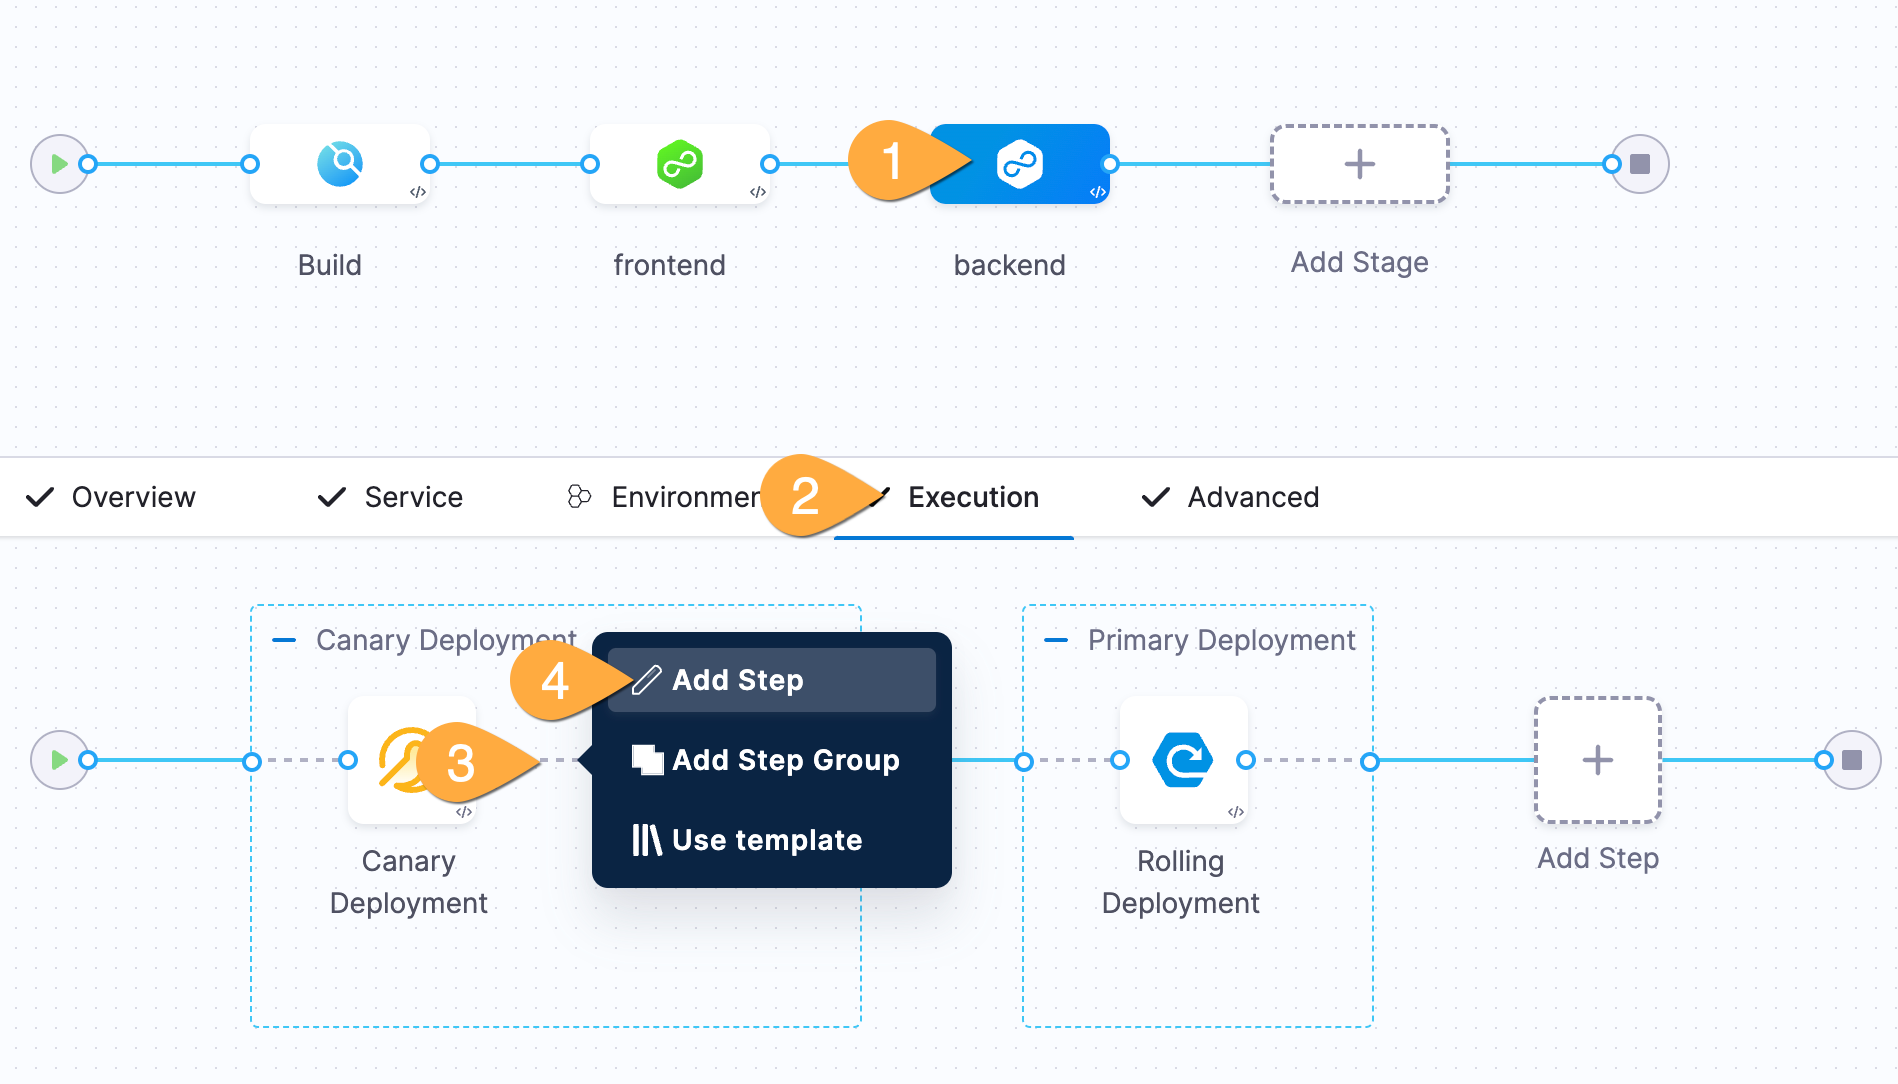 1
Build
frontend
backend
Add Stage
Overview
Service
2
Execution
Advanced
Canary Deployment
Primary Deployment
4
Add Step
3
Add Step Group
Use template
Canary
Deployment
Rolling
Deployment
Add Step